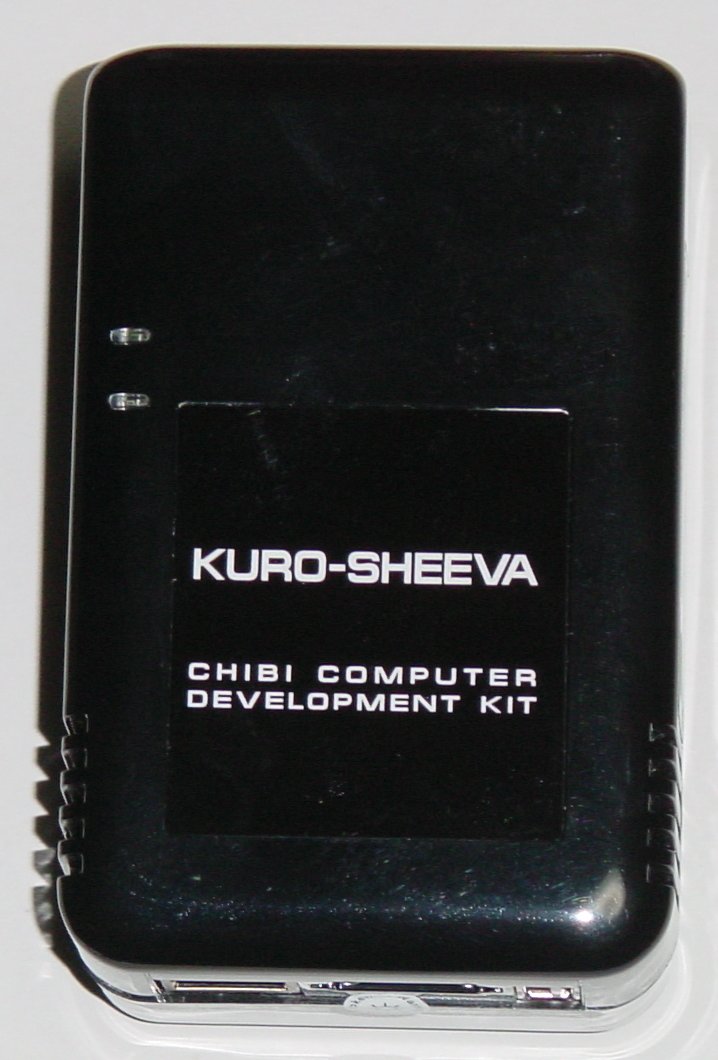 KURO-SHEEVA
CHIBI COMPUTER
DEVELOPMENT KIT